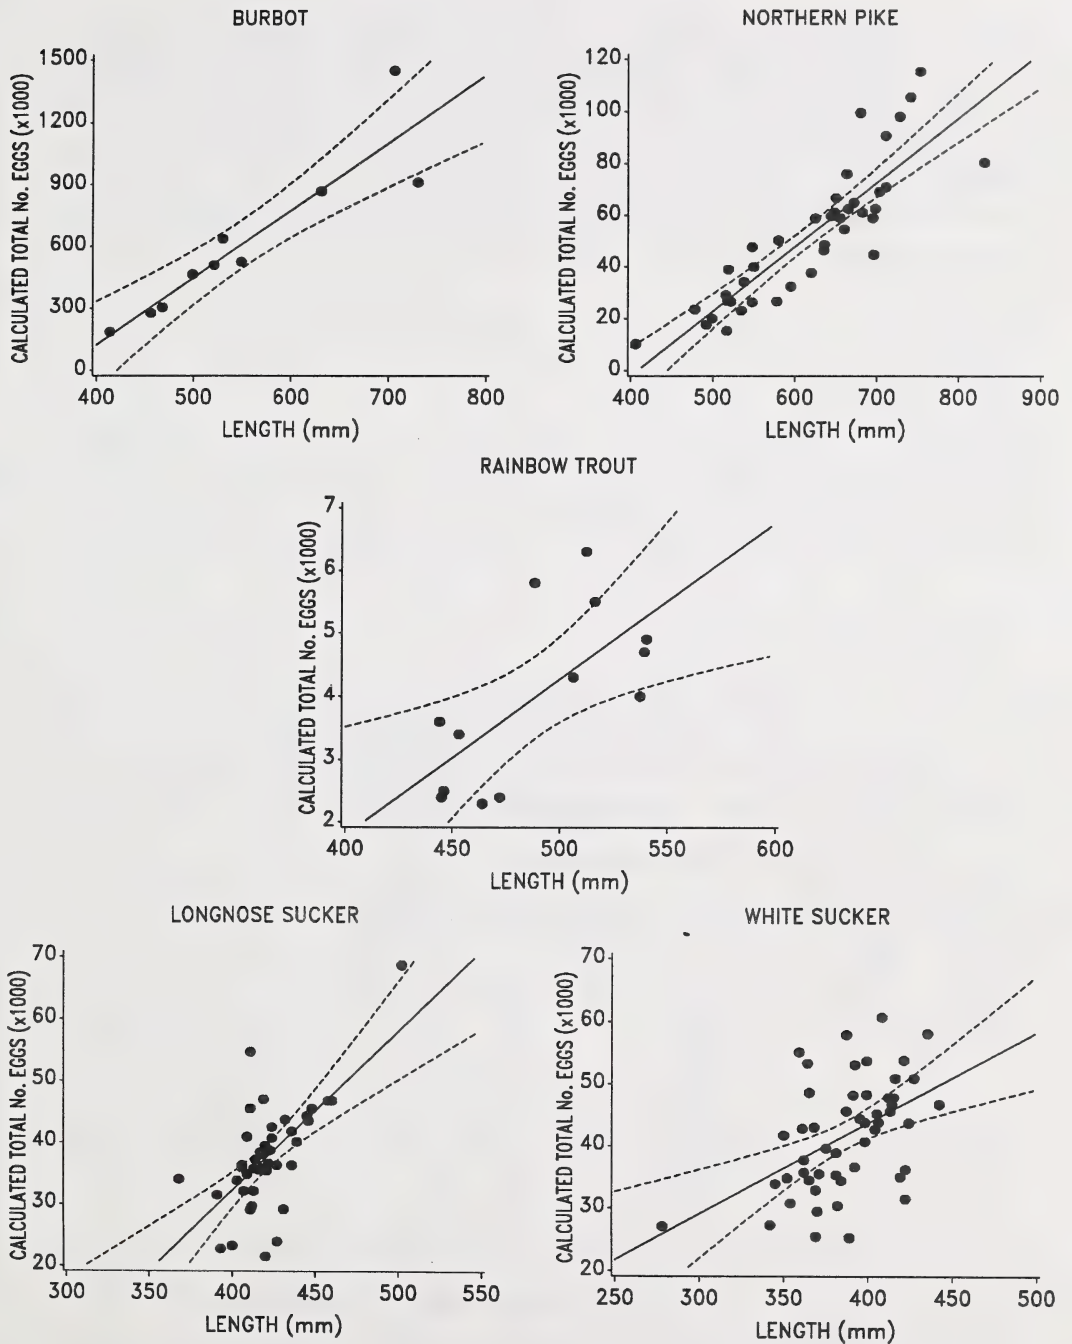 BURBOT
CALCULATED TOTAL No. EGGS (x1000)
1500
1200
900
600
300
0
400 500 600 700 800
LENGTH (mm)
NORTHERN PIKE
CALCULATED TOTAL No. EGGS (x1000)
120
100
80
60
40
20
0
400 500 600 700 800 900
LENGTH (mm)
RAINBOW TROUT
CALCULATED TOTAL No. EGGS (x1000)
7
6
5
4
3
2
400 450 500 550 600
LENGTH (mm)
LONGNOSE SUCKER
CALCULATED TOTAL No. EGGS (x1000)
70
60
50
40
30
20
300 350 400 450 500 550
LENGTH (mm)
WHITE SUCKER
CALCULATED TOTAL No. EGGS (x1000)
70
60
50
40
30
20
250 300 350 400 450 500
LENGTH (mm)